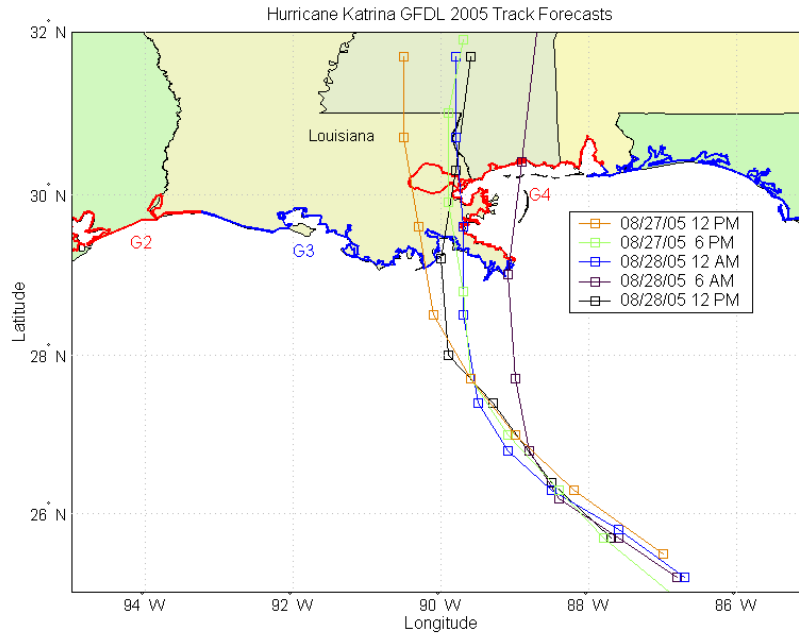 Hurricane Katrina GFDL 2005 Track Forecasts
32° N
Louisiana
30° N
G4
G2
G3
08/27/05 12 PM
08/27/05 6 PM
08/28/05 12 AM
08/28/05 6 AM
08/28/05 12 PM
Latitude
28° N
26° N
94 W
92 W
90 W
88 W
86 W
Longitude